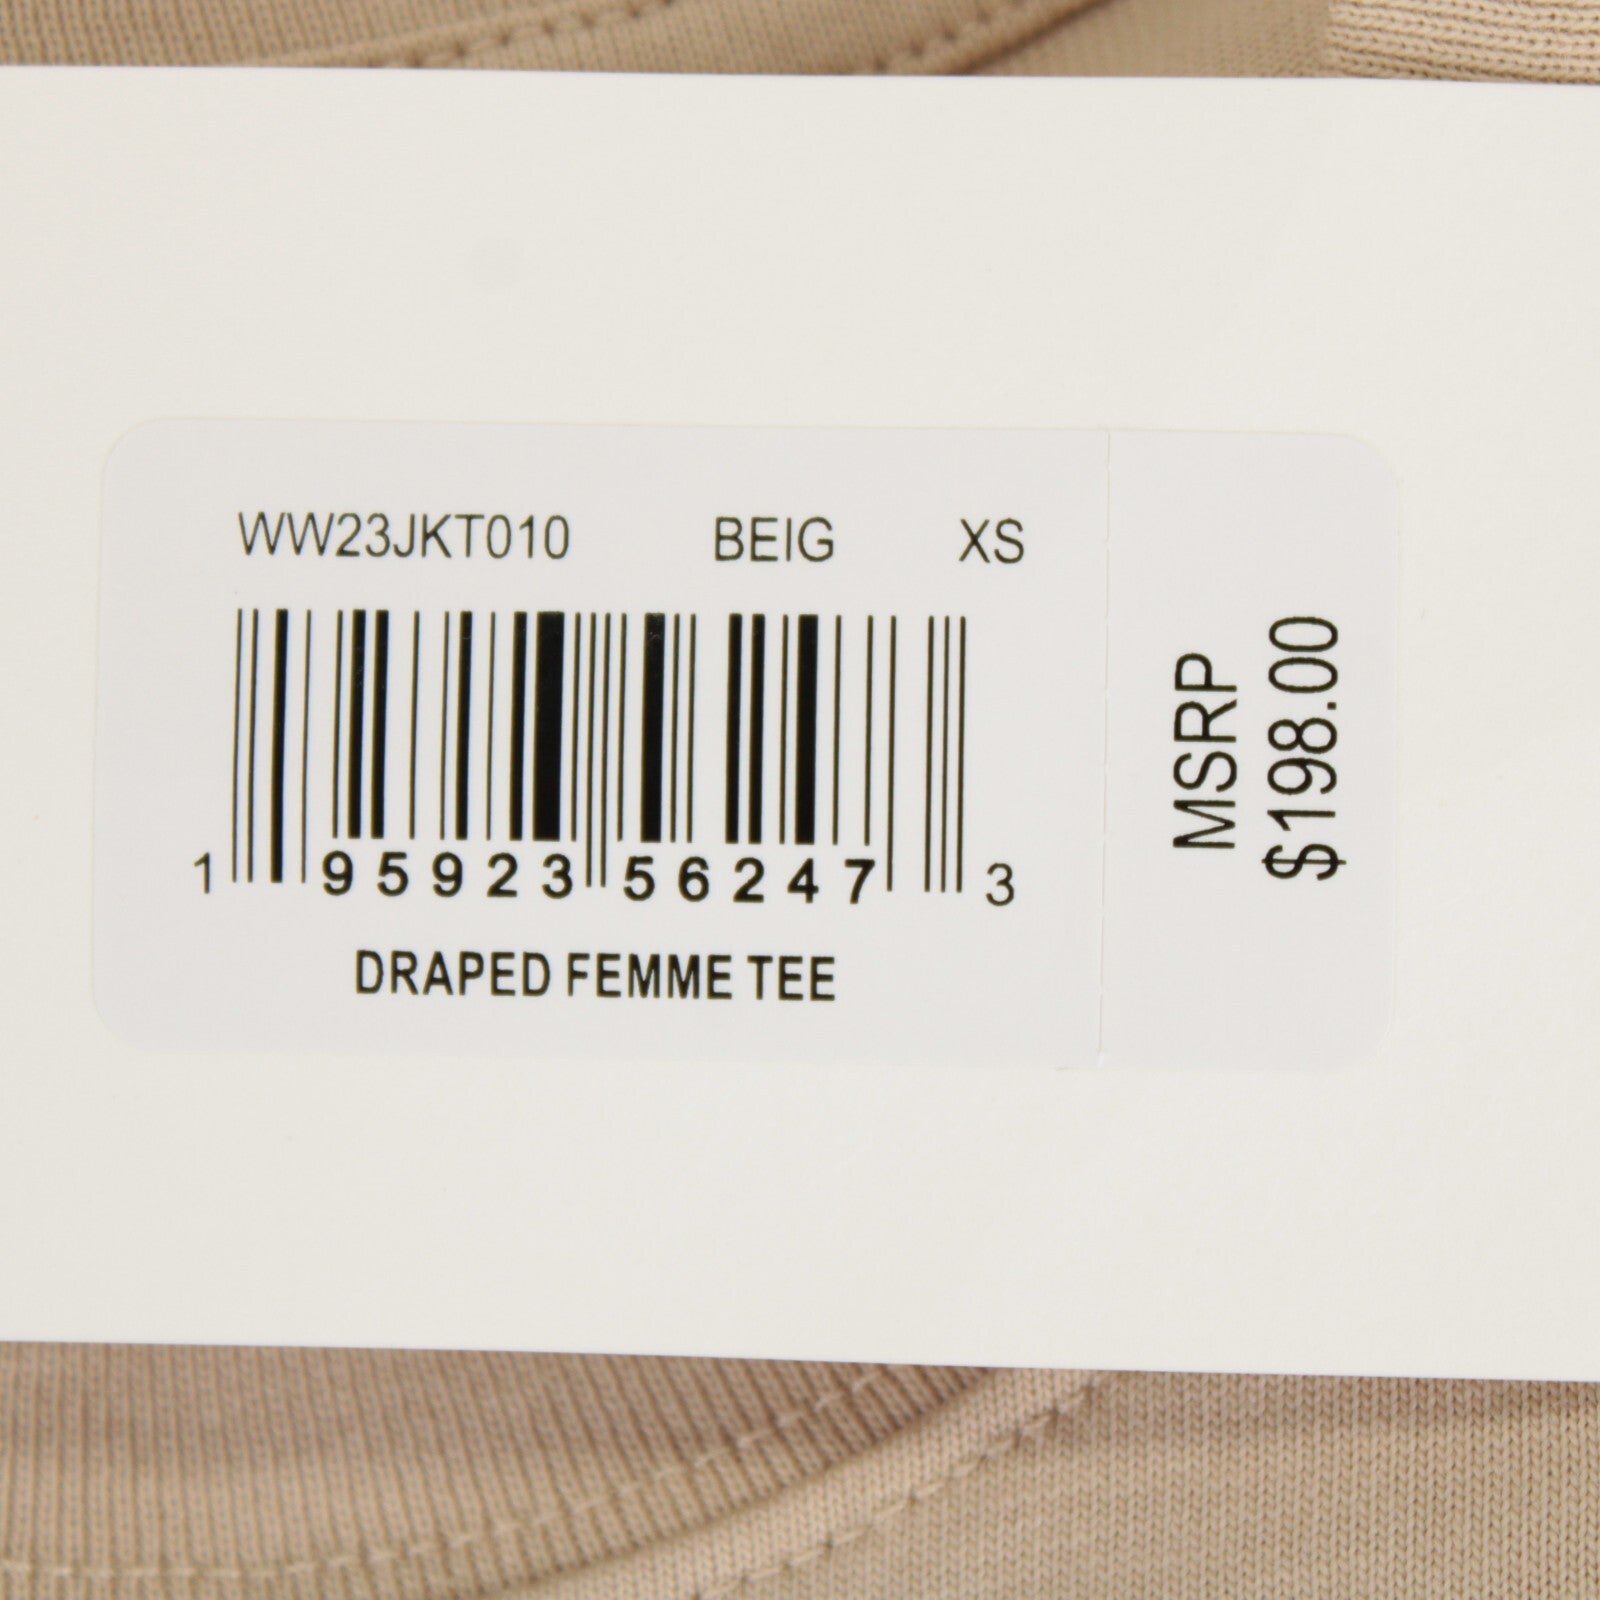 WW23JKT010 BEIG XS
1 95923 56247 3
DRAPED FEMME TEE
MSRP
$198.00